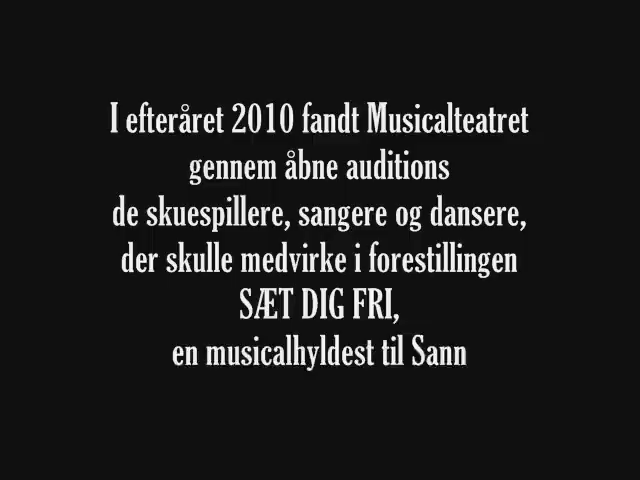 I efteråret 2010 fandt Musicalteatret
gennem åbne auditions
de skuespillere, sangere og dansere,
der skulle medvirke i forestillingen
SÆT DIG FRI,
en musicalhyldest til Sann